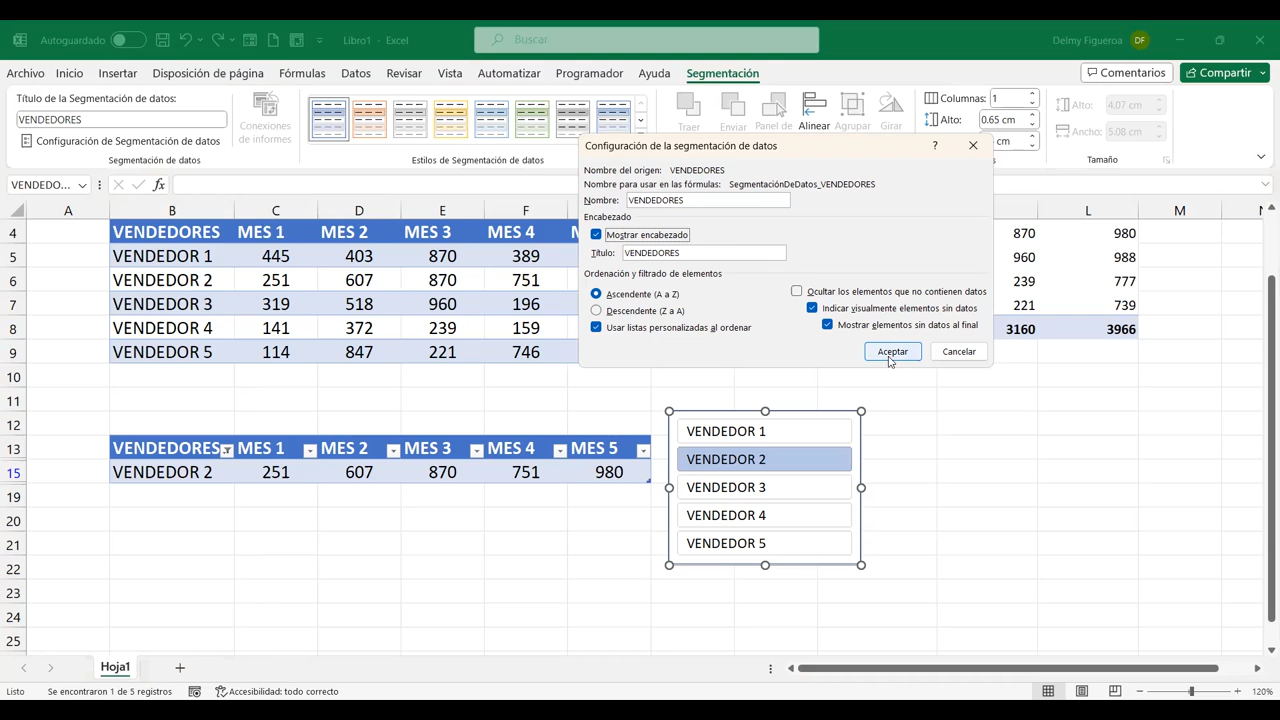 Autoguardado Libro1 - Excel Buscar Delmy Figueroa DF
Archivo Inicio Insertar Disposición de página Fórmulas Datos Revisar Vista Automatizar Programador Ayuda Segmentación Comentarios Compartir
Título de la Segmentación de datos:
VENDEDORES
Configuración de la segmentación de datos
Segmentación de datos
Conexiones
de informes
Estilos de Segmentación de datos
Traer Enviar Panel de Alinear Agrupar Girar
Columnas: 1
Alto: 0.65 cm
cm
Alto: 4.07 cm
Ancho: 5.08 cm
Tamaño
VENDEDO... fx
Configuración de la segmentación de datos ?
Nombre del origen: VENDEDORES
Nombre para usar en las fórmulas: SegmentaciónDeDatos_VENDEDORES
Nombre: VENDEDORES
Encabezado
Mostrar encabezado
Título: VENDEDORES
Ordenación y filtrado de elementos
Ascendente (A a Z)
Descendente (Z a A)
Usar listas personalizadas al ordenar
Ocultar los elementos que no contienen datos
Indicar visualmente elementos sin datos
Mostrar elementos sin datos al final
Aceptar Cancelar
A B C D E F L M
4 VENDEDORES MES 1 MES 2 MES 3 MES 4 870 980
5 VENDEDOR 1 445 403 870 389 960 988
6 VENDEDOR 2 251 607 870 751 239 777
7 VENDEDOR 3 319 518 960 196 221 739
8 VENDEDOR 4 141 372 239 159 3160 3966
9 VENDEDOR 5 114 847 221 746
10
11
12
13 VENDEDORES MES 1 MES 2 MES 3 MES 4 MES 5
15 VENDEDOR 2 251 607 870 751 980
19
20
21
22
23
24
25
VENDEDOR 1
VENDEDOR 2
VENDEDOR 3
VENDEDOR 4
VENDEDOR 5
Hoja1
Listo Se encontraron 1 de 5 registros Accesibilidad: todo correcto 120%